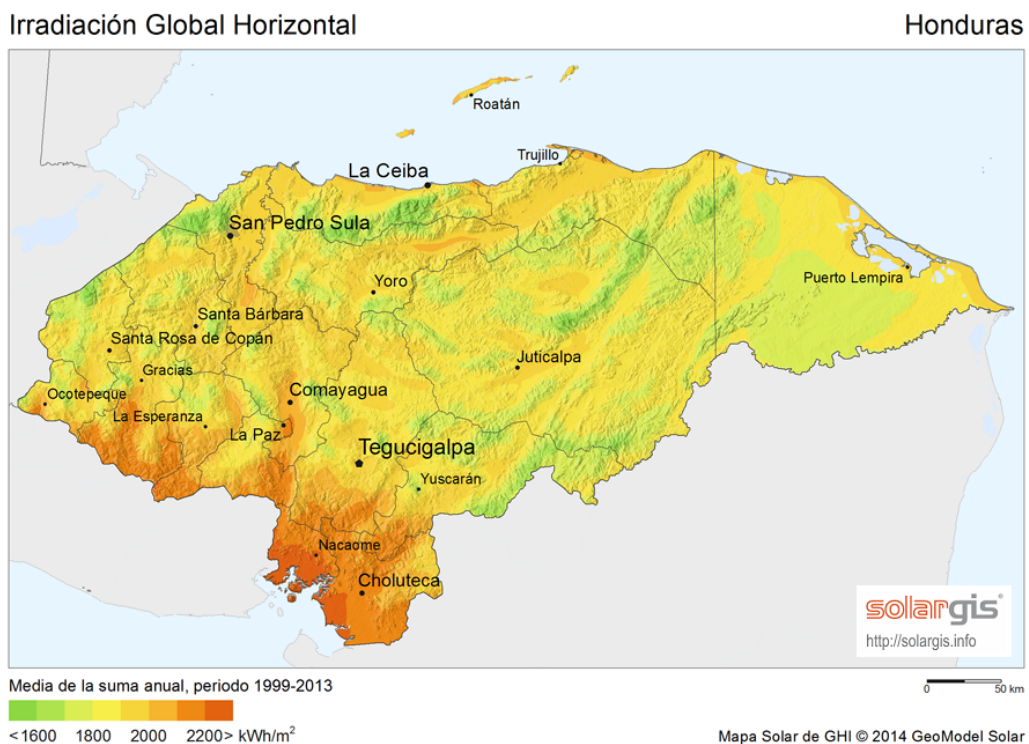 Irradiación Global Horizontal
Honduras
Roatán
Trujillo
La Ceiba
San Pedro Sula
Puerto Lempira
Yoro
Santa Bárbara
Santa Rosa de Copán
Juticalpa
Gracias
Comayagua
Ocotepeque
La Esperanza
La Paz
Tegucigalpa
Yuscarán
Nacaome
Choluteca
solargis®
http://solargis.info
Media de la suma anual, periodo 1999-2013
0 50 km
<1600 1800 2000 2200> kWh/m²
Mapa Solar de GHI © 2014 GeoModel Solar